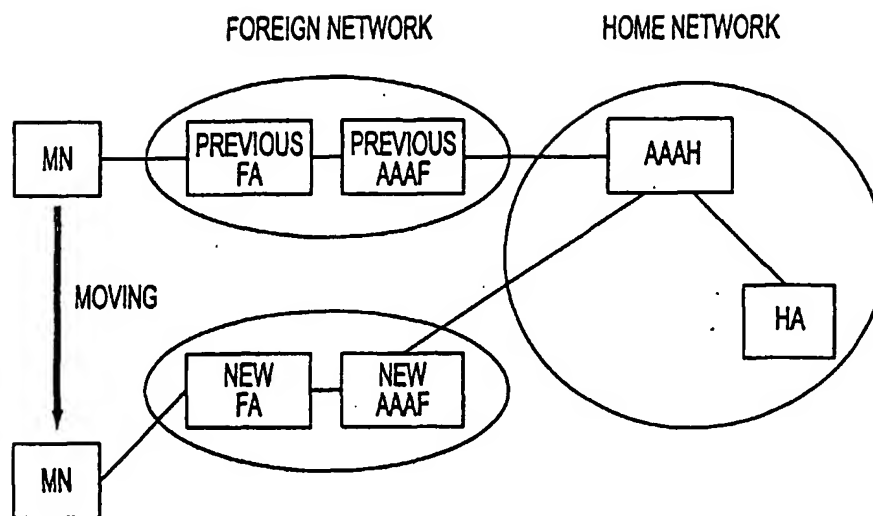 FOREIGN NETWORK
HOME NETWORK
MN
PREVIOUS
FA
PREVIOUS
AAAF
AAAH
MOVING
HA
NEW
FA
NEW
AAAF
MN